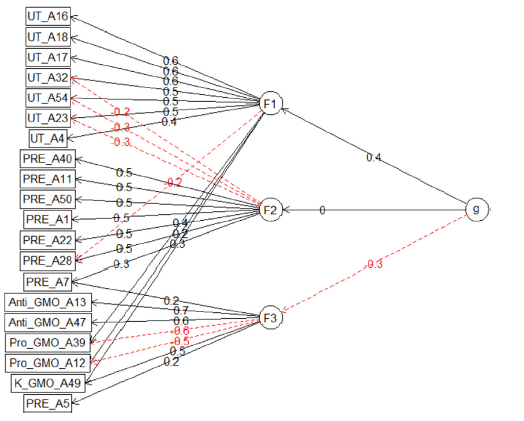 UT_A16
UT_A18
UT_A17
UT_A32
UT_A54
UT_A23
UT_A4
PRE_A40
PRE_A11
PRE_A50
PRE_A1
PRE_A22
PRE_A28
PRE_A7
Anti_GMO_A13
Anti_GMO_A47
Pro_GMO_A39
Pro_GMO_A12
K_GMO_A49
PRE_A5
0.6
0.6
0.6
0.5
0.5
0.5
0.4
-0.2
-0.3
-0.3
-0.2
0.5
0.5
0.5
0.5
0.4
0.5
0.2
0.5
0.3
0.3
0.2
0.7
0.6
-0.6
-0.5
0.5
0.2
F1
F2
F3
0.4
0
-0.3
g